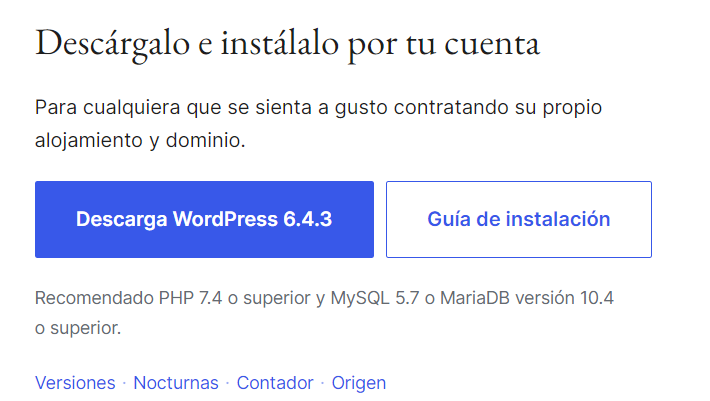 Descárgalo e instálalo por tu cuenta
Para cualquiera que se sienta a gusto contratando su propio
alojamiento y dominio.
Descarga WordPress 6.4.3
Guía de instalación
Recomendado PHP 7.4 o superior y MySQL 5.7 o MariaDB versión 10.4
o superior.
Versiones · Nocturnas · Contador · Origen